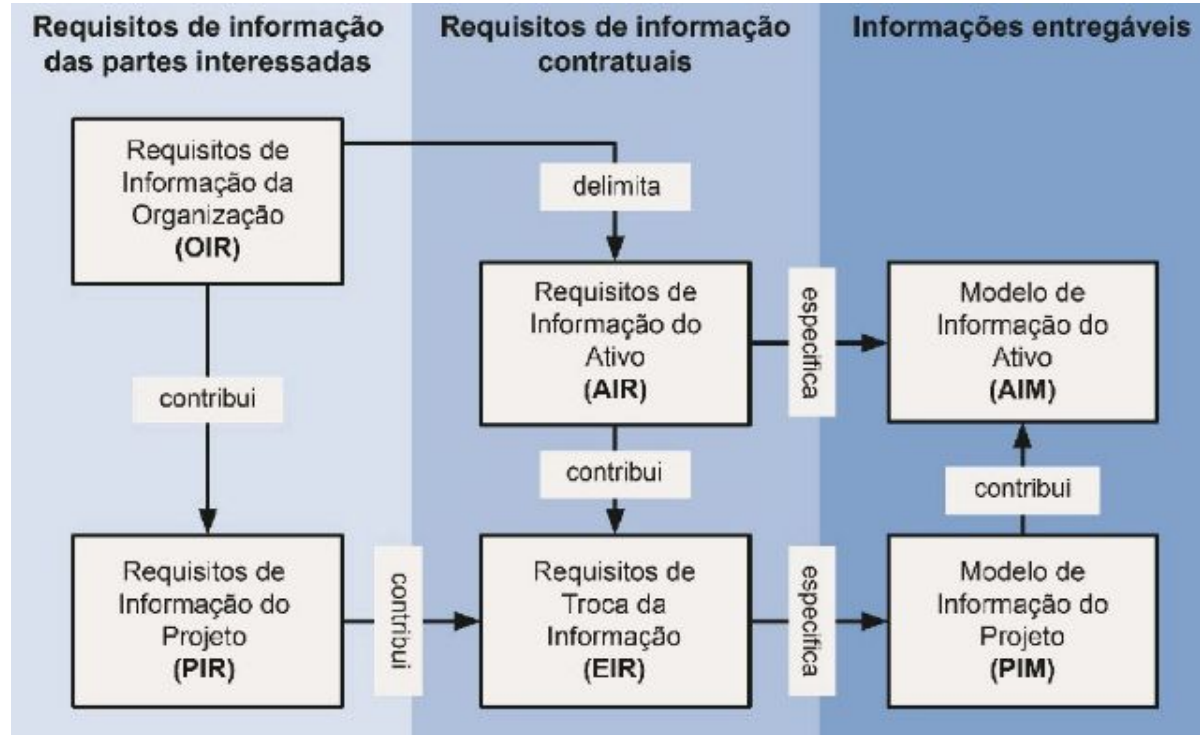 Requisitos de informação
das partes interessadas
Requisitos de informação
contratuais
Informações entregáveis
Requisitos de
Informação da
Organização
(OIR)
delimita
Requisitos de
Informação do
Ativo
(AIR)
especifica
Modelo de
Informação do
Ativo
(AIM)
contribui
contribui
contribui
Requisitos de
Informação do
Projeto
(PIR)
contribui
Requisitos de
Troca da
Informação
(EIR)
especifica
Modelo de
Informação do
Projeto
(PIM)